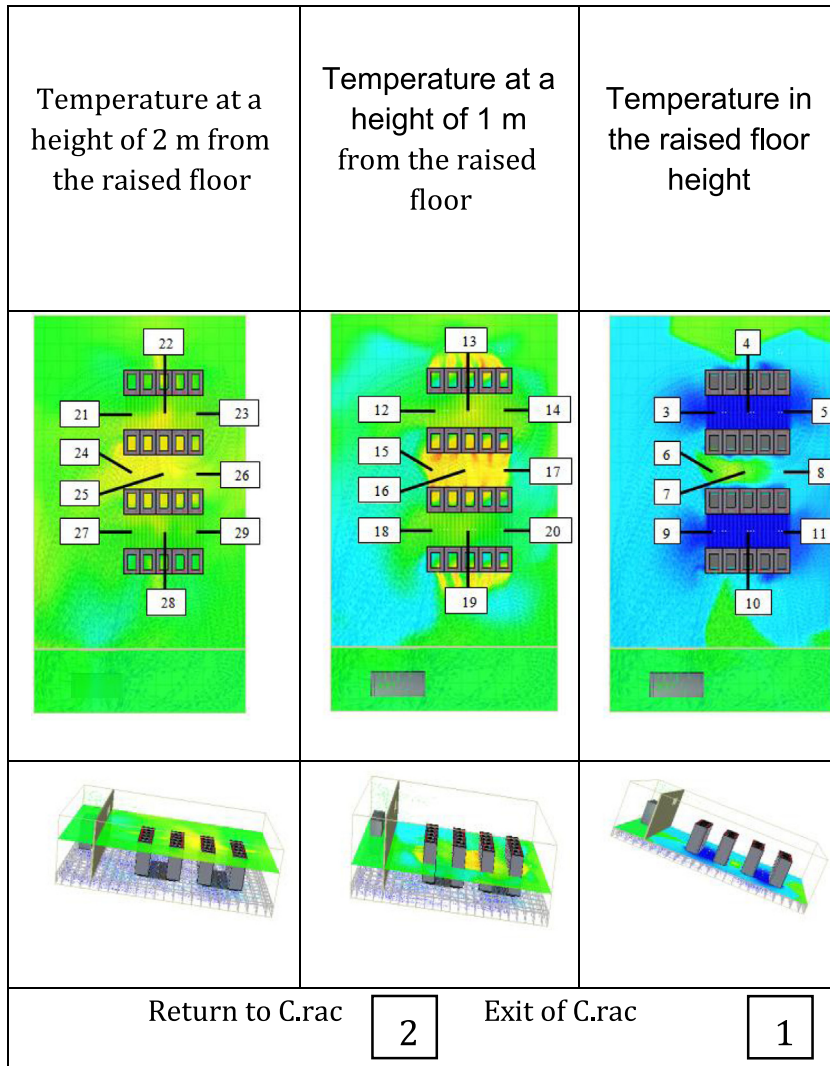 Temperature at a
height of 2 m from
the raised floor
Temperature at a
height of 1 m
from the raised
floor
Temperature in
the raised floor
height
22
21
23
24
26
25
27
29
28
13
12
14
15
17
16
18
20
19
4
3
5
6
8
7
9
11
10
Return to C.rac
2
Exit of C.rac
1